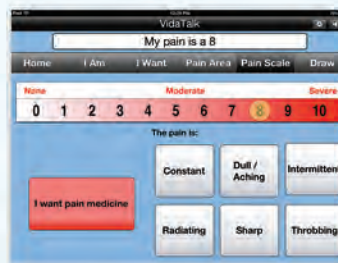 VidaTalk
My pain is a 8
Home I Am I Want Pain Area Pain Scale Draw
None Moderate Severe
0 1 2 3 4 5 6 7 8 9 10
The pain is:
Constant Dull / Aching Intermittent
I want pain medicine
Radiating Sharp Throbbing